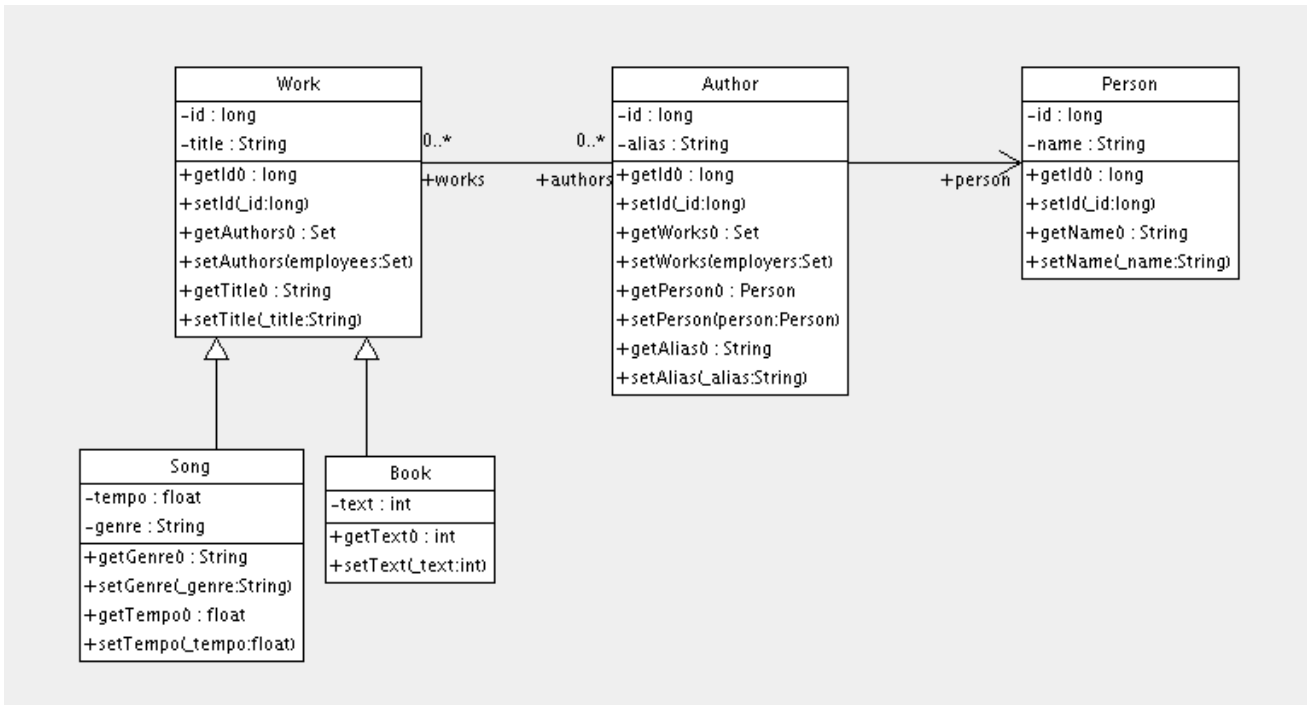 Work
-id : long
-title : String
+getId() : long
+setId(_id:long)
+getAuthors() : Set
+setAuthors(employees:Set)
+getTitle() : String
+setTitle(_title:String)
0..*
+works
0..*
+authors
Author
-id : long
-alias : String
+getId() : long
+setId(_id:long)
+getWorks() : Set
+setWorks(employers:Set)
+getPerson() : Person
+setPerson(person:Person)
+getAlias() : String
+setAlias(_alias:String)
+person
Person
-id : long
-name : String
+getId() : long
+setId(_id:long)
+getName() : String
+setName(_name:String)
Song
-tempo : float
-genre : String
+getGenre() : String
+setGenre(_genre:String)
+getTempo() : float
+setTempo(_tempo:float)
Book
-text : int
+getText() : int
+setText(_text:int)